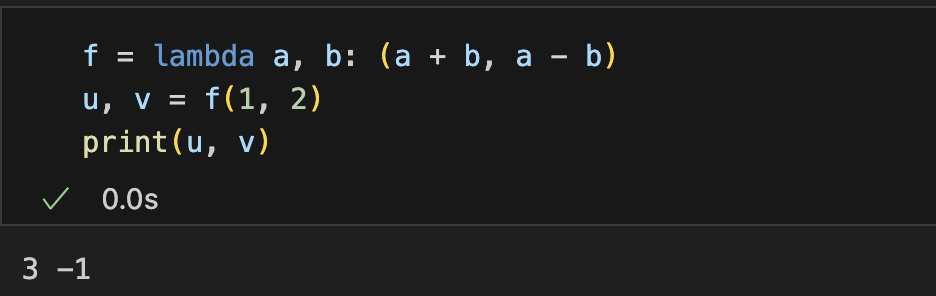 f = lambda a, b: (a + b, a - b)
u, v = f(1, 2)
print(u, v)
✓ 0.0s
3 -1